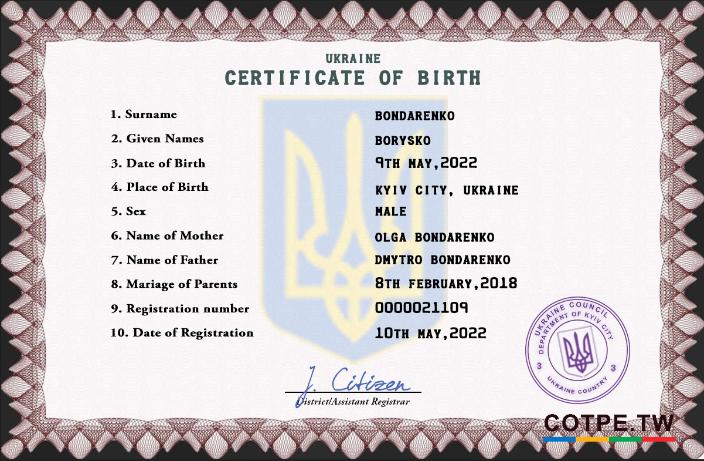 UKRAINE
CERTIFICATE OF BIRTH
1. Surname BONDARENKO
2. Given Names BORYSKO
3. Date of Birth 9TH MAY,2022
4. Place of Birth KYIV CITY, UKRAINE
5. Sex MALE
6. Name of Mother OLGA BONDARENKO
7. Name of Father DMYTRO BONDARENKO
8. Mariage of Parents 8TH FEBRUARY,2018
9. Registration number 0000021109
10. Date of Registration 10TH MAY,2022
UKRAINE COUNCIL
DEPARTMENT OF KYIV CITY
3 3
UKRAINE COUNTRY
J. Citizen
District/Assistant Registrar
COTPE.TW